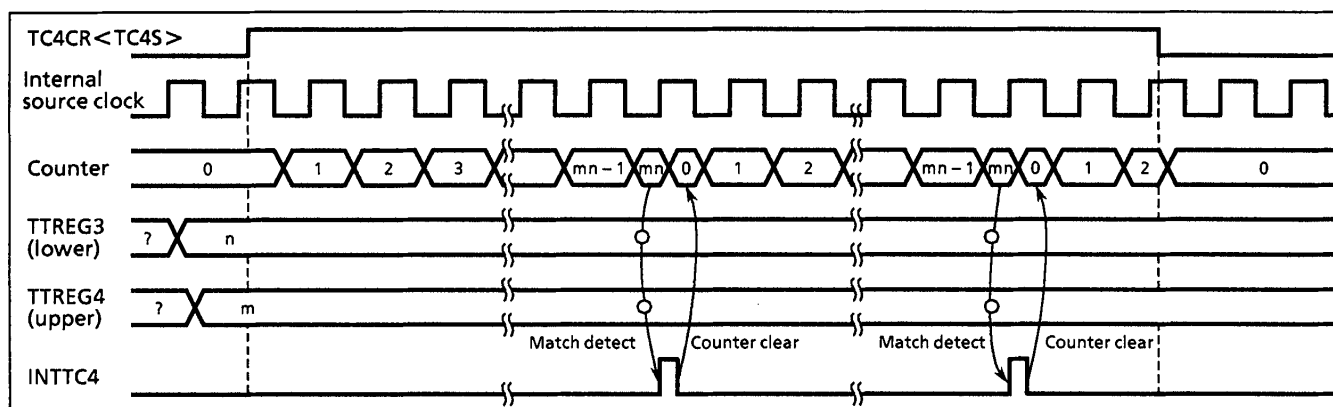 TC4CR<TC4S>
Internal
source clock
Counter 0 1 2 3 mn-1 mn 0 1 2 mn-1 mn 0 1 2 0
TTREG3
(lower) ? n
TTREG4
(upper) ? m
Match detect Counter clear Match detect Counter clear
INTTC4